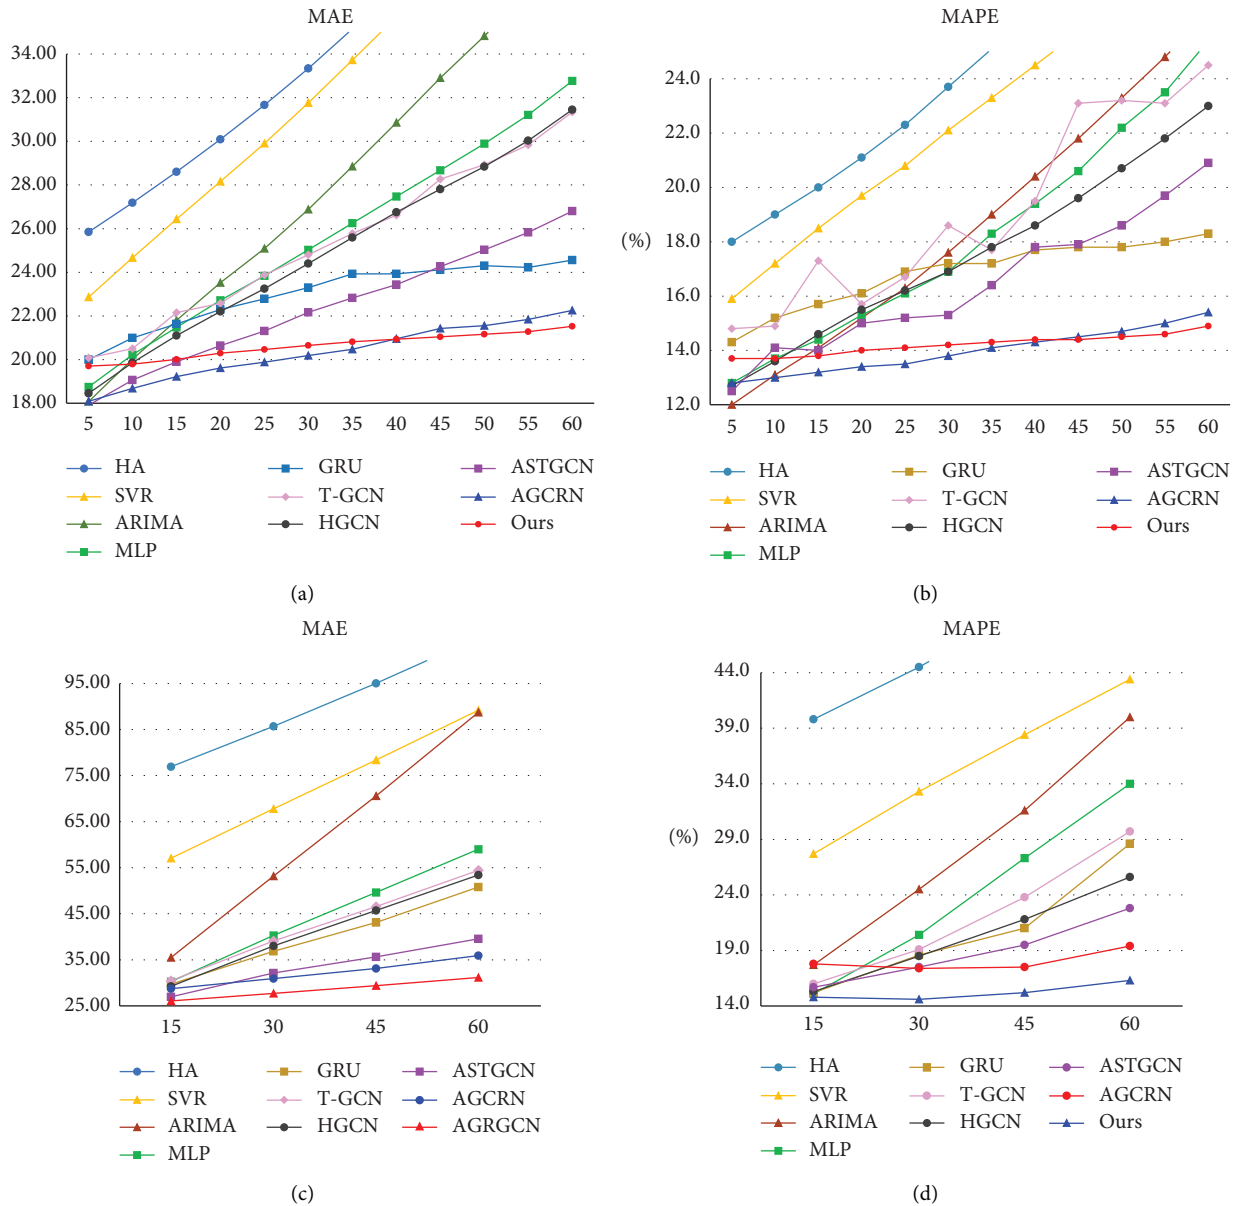 MAE
34.00
32.00
30.00
28.00
26.00
24.00
22.00
20.00
18.00
5 10 15 20 25 30 35 40 45 50 55 60
HA GRU ASTGCN
SVR T-GCN AGCRN
ARIMA HGCN Ours
MLP
(a)
MAPE
(%)
24.0
22.0
20.0
18.0
16.0
14.0
12.0
5 10 15 20 25 30 35 40 45 50 55 60
HA GRU ASTGCN
SVR T-GCN AGCRN
ARIMA HGCN Ours
MLP
(b)
MAE
95.00
85.00
75.00
65.00
55.00
45.00
35.00
25.00
15 30 45 60
HA GRU ASTGCN
SVR T-GCN AGCRN
ARIMA HGCN AGRGCN
MLP
(c)
MAPE
(%)
44.0
39.0
34.0
29.0
24.0
19.0
14.0
15 30 45 60
HA GRU ASTGCN
SVR T-GCN AGCRN
ARIMA HGCN Ours
MLP
(d)